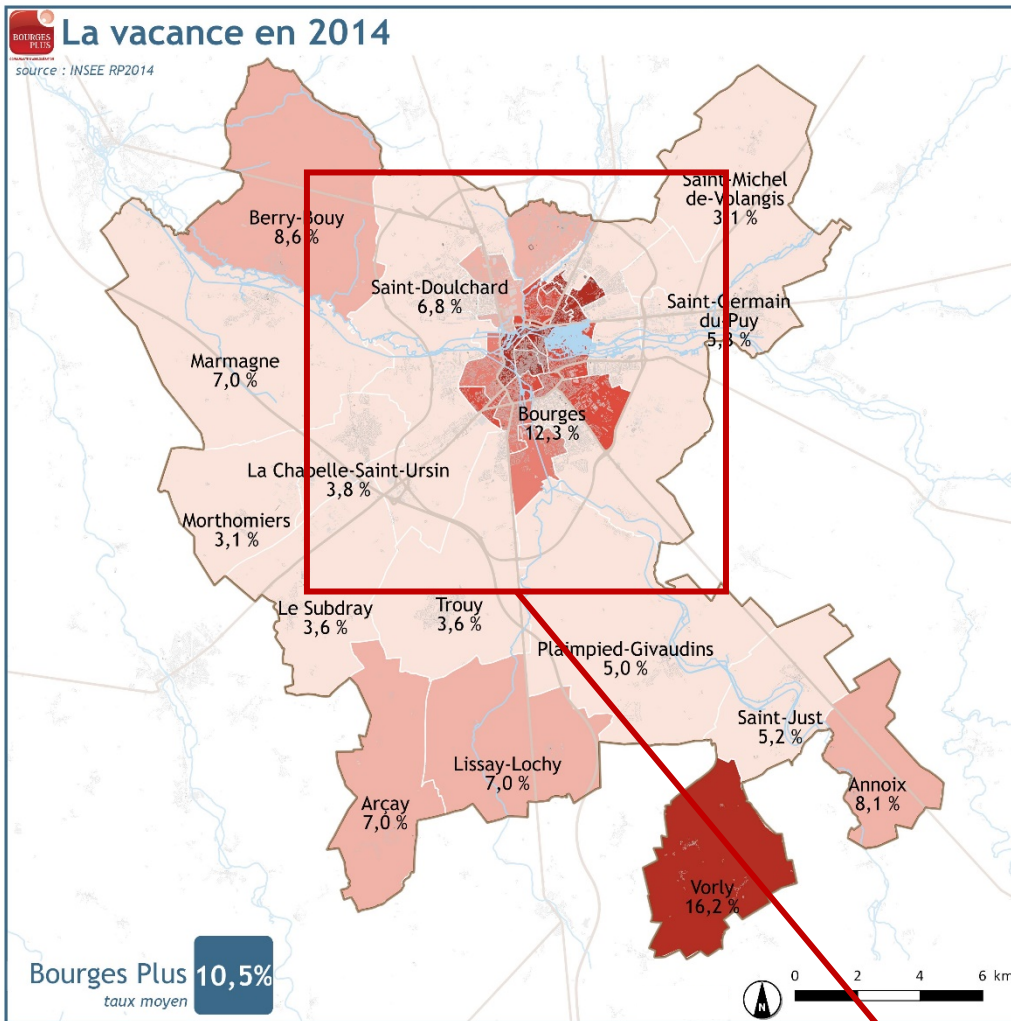 BOURGES
PLUS
La vacance en 2014
source : INSEE RP2014
Saint-Michel
de-Volangis
3,1 %
Berry-Bouy
8,6 %
Saint-Doulchard
6,8 %
Saint-Germain
du-Puy
5,3 %
Marmagne
7,0 %
Bourges
12,3 %
La Chapelle-Saint-Ursin
3,8 %
Morthomiers
3,1 %
Le Subdray
3,6 %
Trouy
3,6 %
Plaimpied-Givaudins
5,0 %
Saint-Just
5,2 %
Lissay-Lochy
7,0 %
Annoix
8,1 %
Arçay
7,0 %
Vorly
16,2 %
Bourges Plus 10,5%
taux moyen
N
0 2 4 6 km